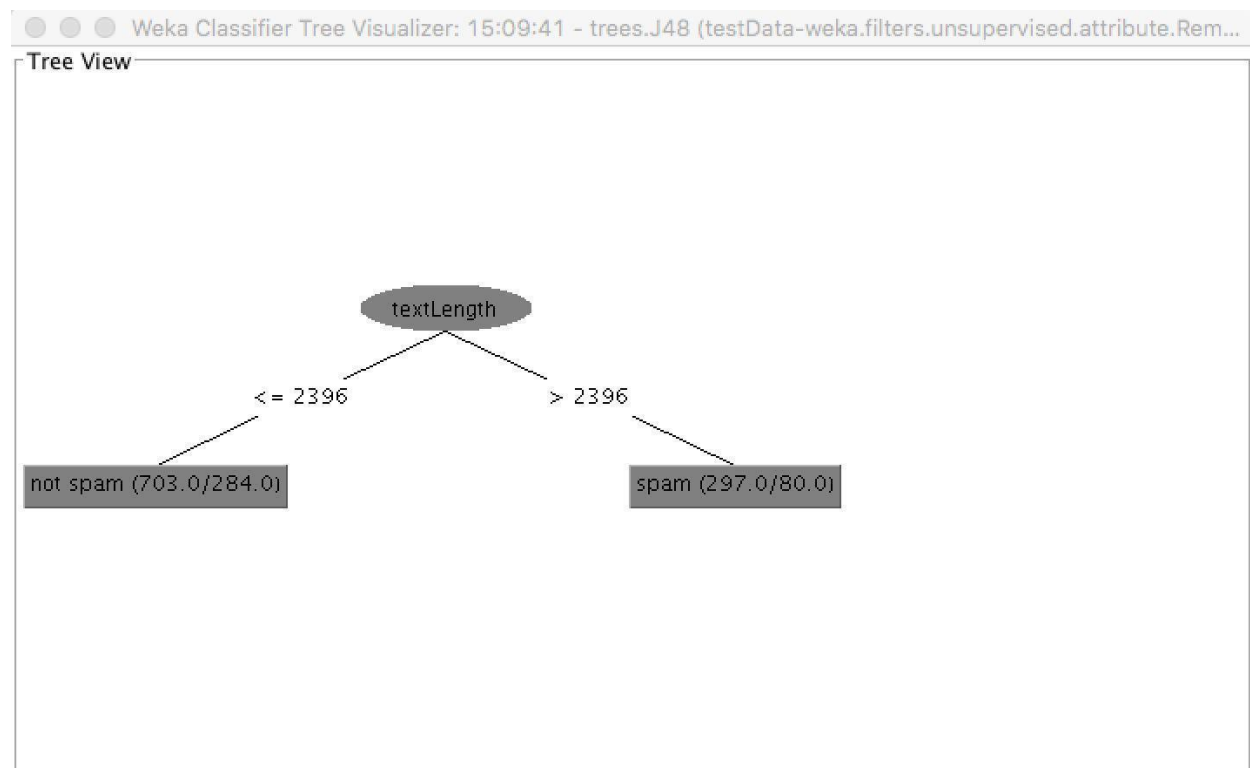 Weka Classifier Tree Visualizer: 15:09:41 - trees.J48 (testData-weka.filters.unsupervised.attribute.Rem...
Tree View
textLength
<= 2396
> 2396
not spam (703.0/284.0)
spam (297.0/80.0)